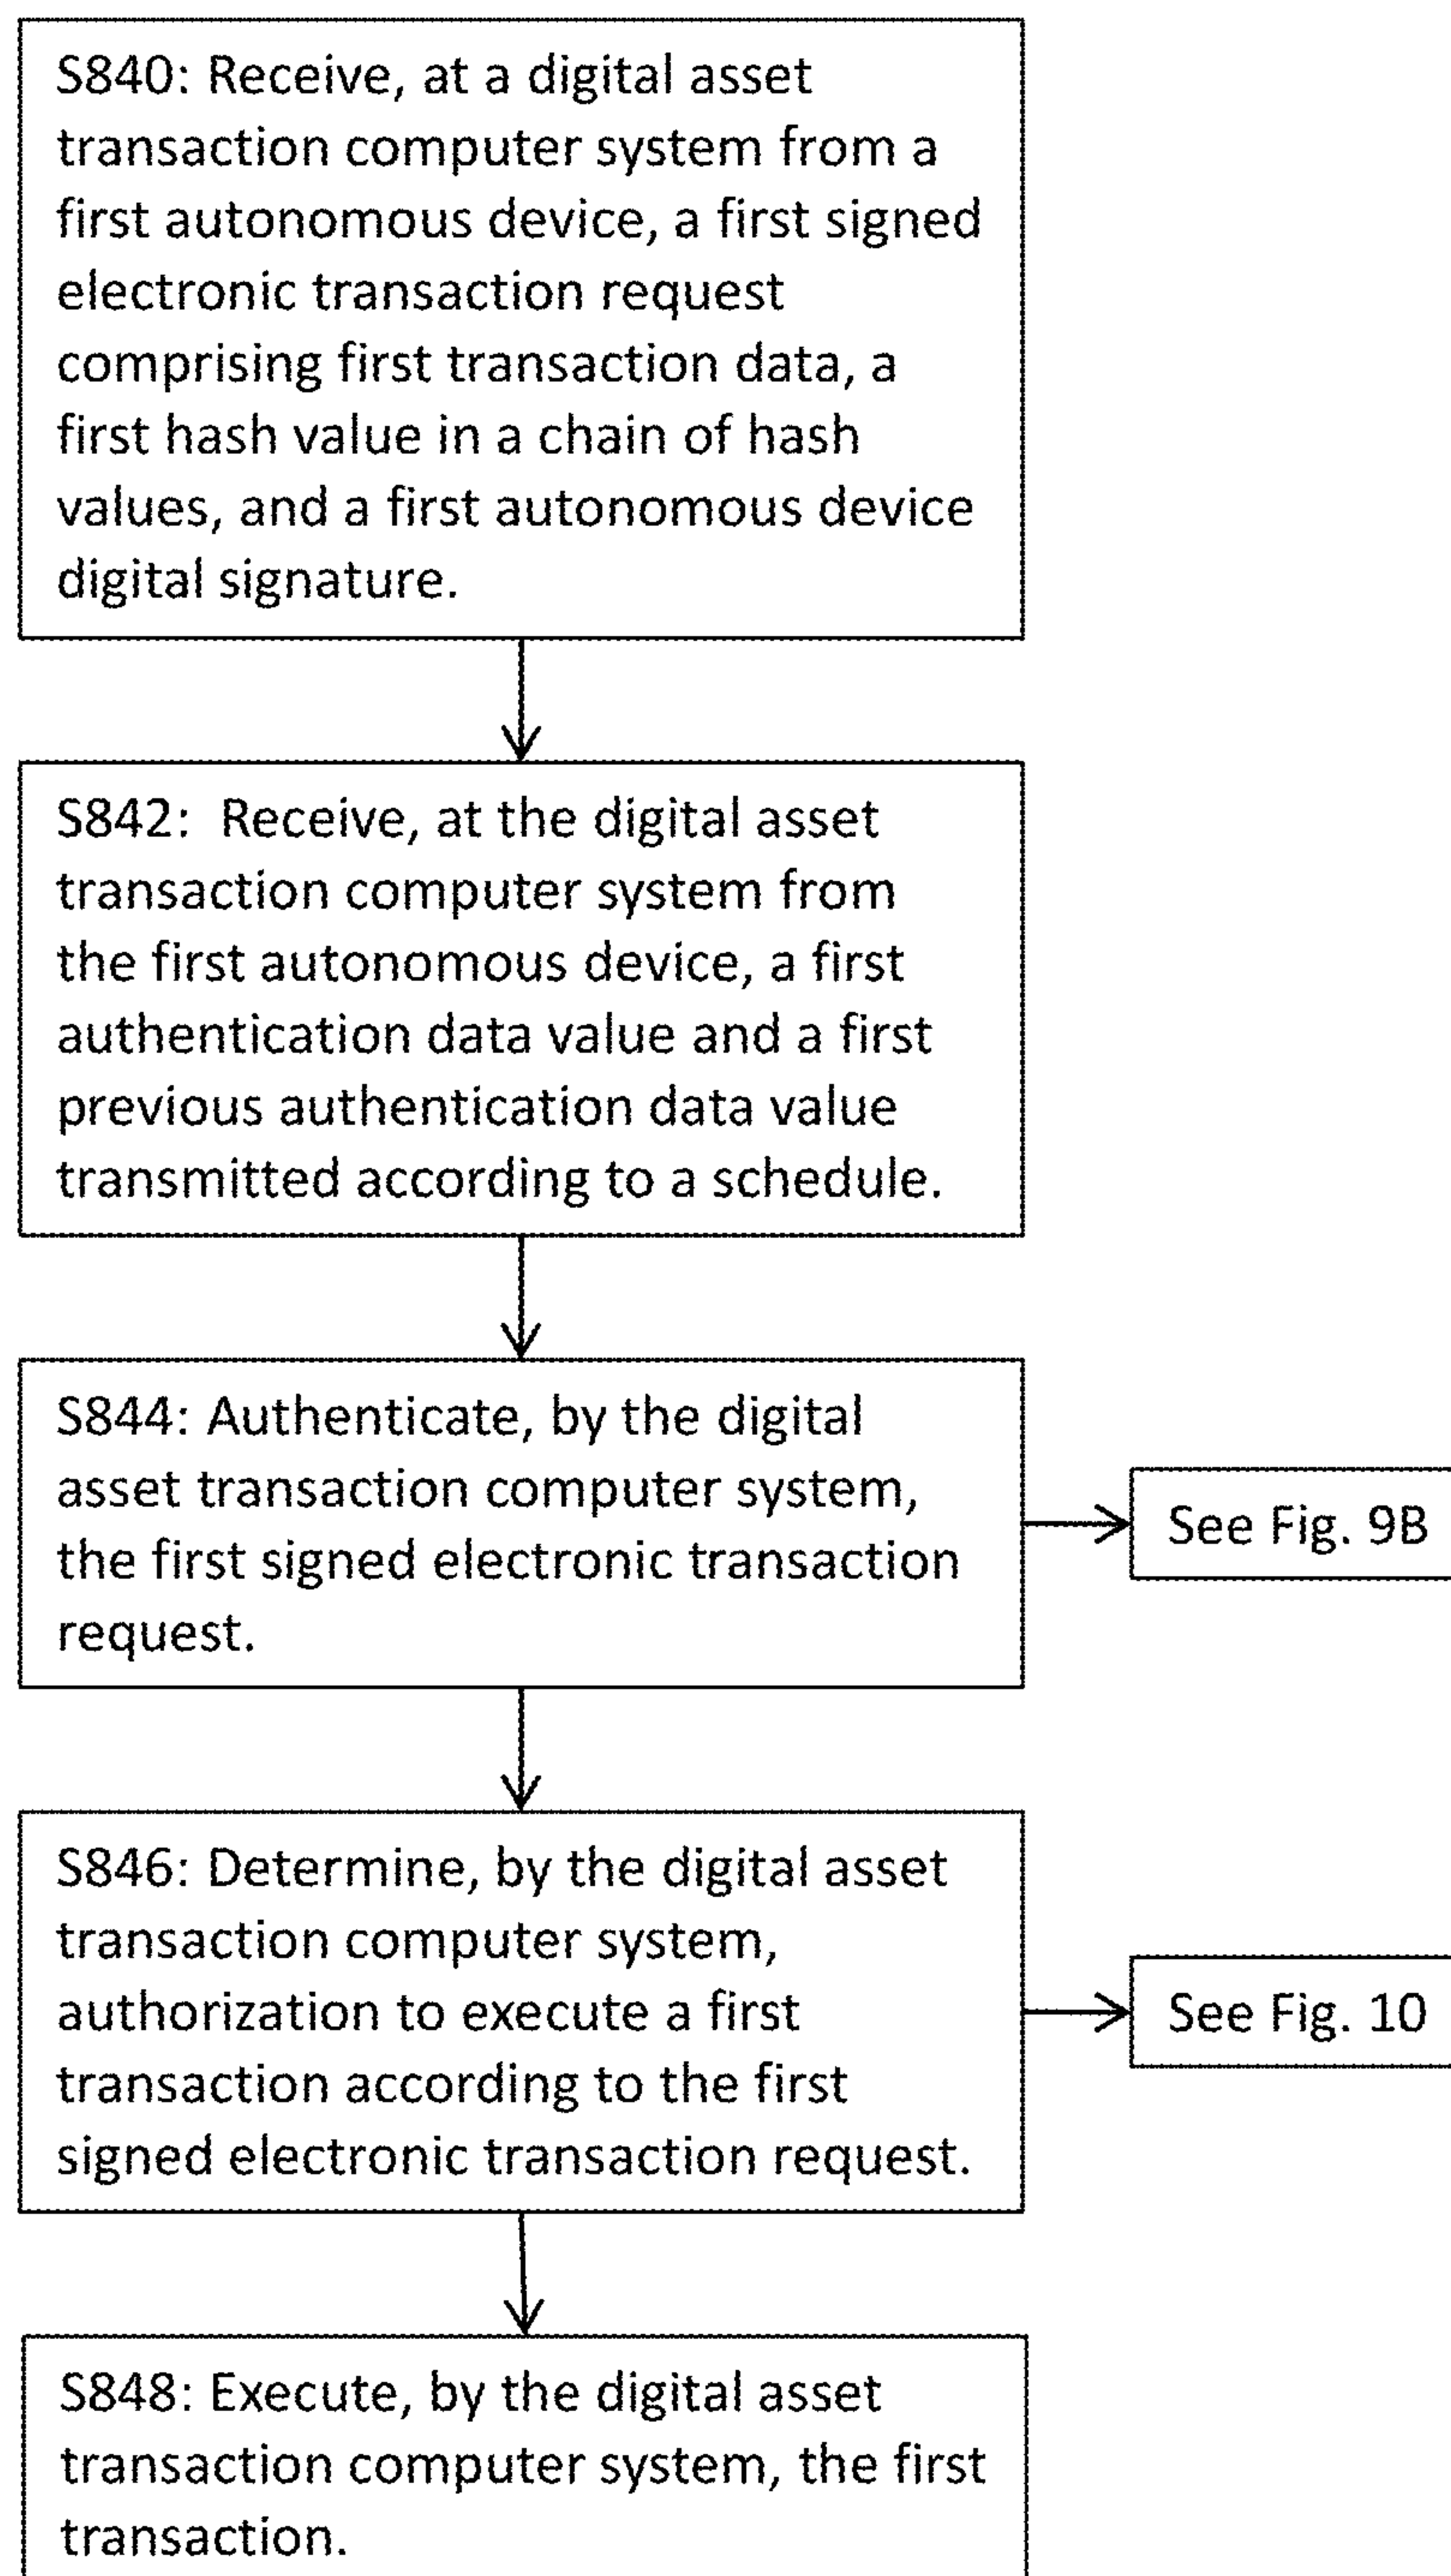 S840: Receive, at a digital asset
transaction computer system from a
first autonomous device, a first signed
electronic transaction request
comprising first transaction data, a
first hash value in a chain of hash
values, and a first autonomous device
digital signature.
S842:  Receive, at the digital asset
transaction computer system from
the first autonomous device, a first
authentication data value and a first
previous authentication data value
transmitted according to a schedule.
S844: Authenticate, by the digital
asset transaction computer system,
the first signed electronic transaction
request.
See Fig. 9B
S846: Determine, by the digital asset
transaction computer system,
authorization to execute a first
transaction according to the first
signed electronic transaction request.
See Fig. 10
S848: Execute, by the digital asset
transaction computer system, the first
transaction.